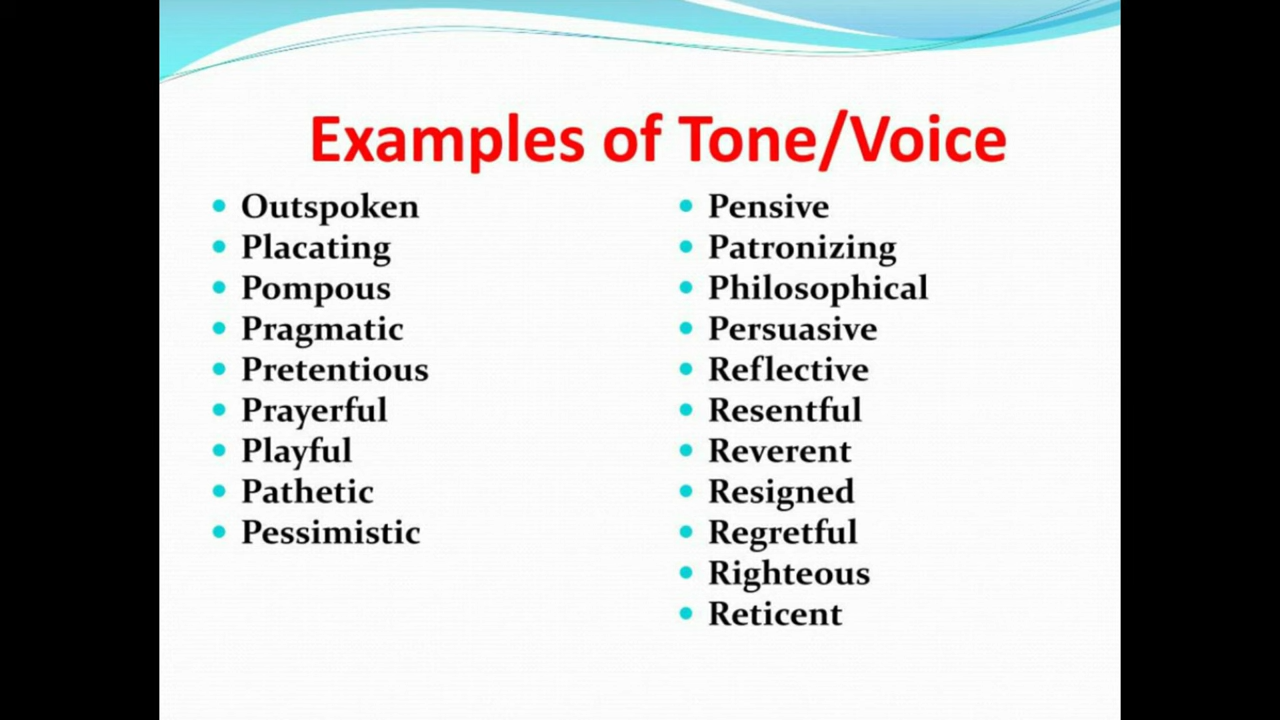 Examples of Tone/Voice
Outspoken
Placating
Pompous
Pragmatic
Pretentious
Prayerful
Playful
Pathetic
Pessimistic
Pensive
Patronizing
Philosophical
Persuasive
Reflective
Resentful
Reverent
Resigned
Regretful
Righteous
Reticent